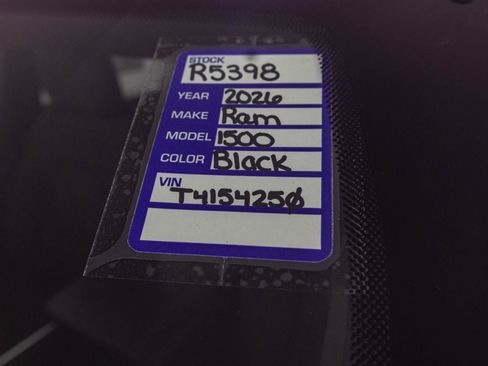 STOCK
R5398
YEAR 2026
MAKE Ram
MODEL 1500
COLOR Black
VIN
T4154250